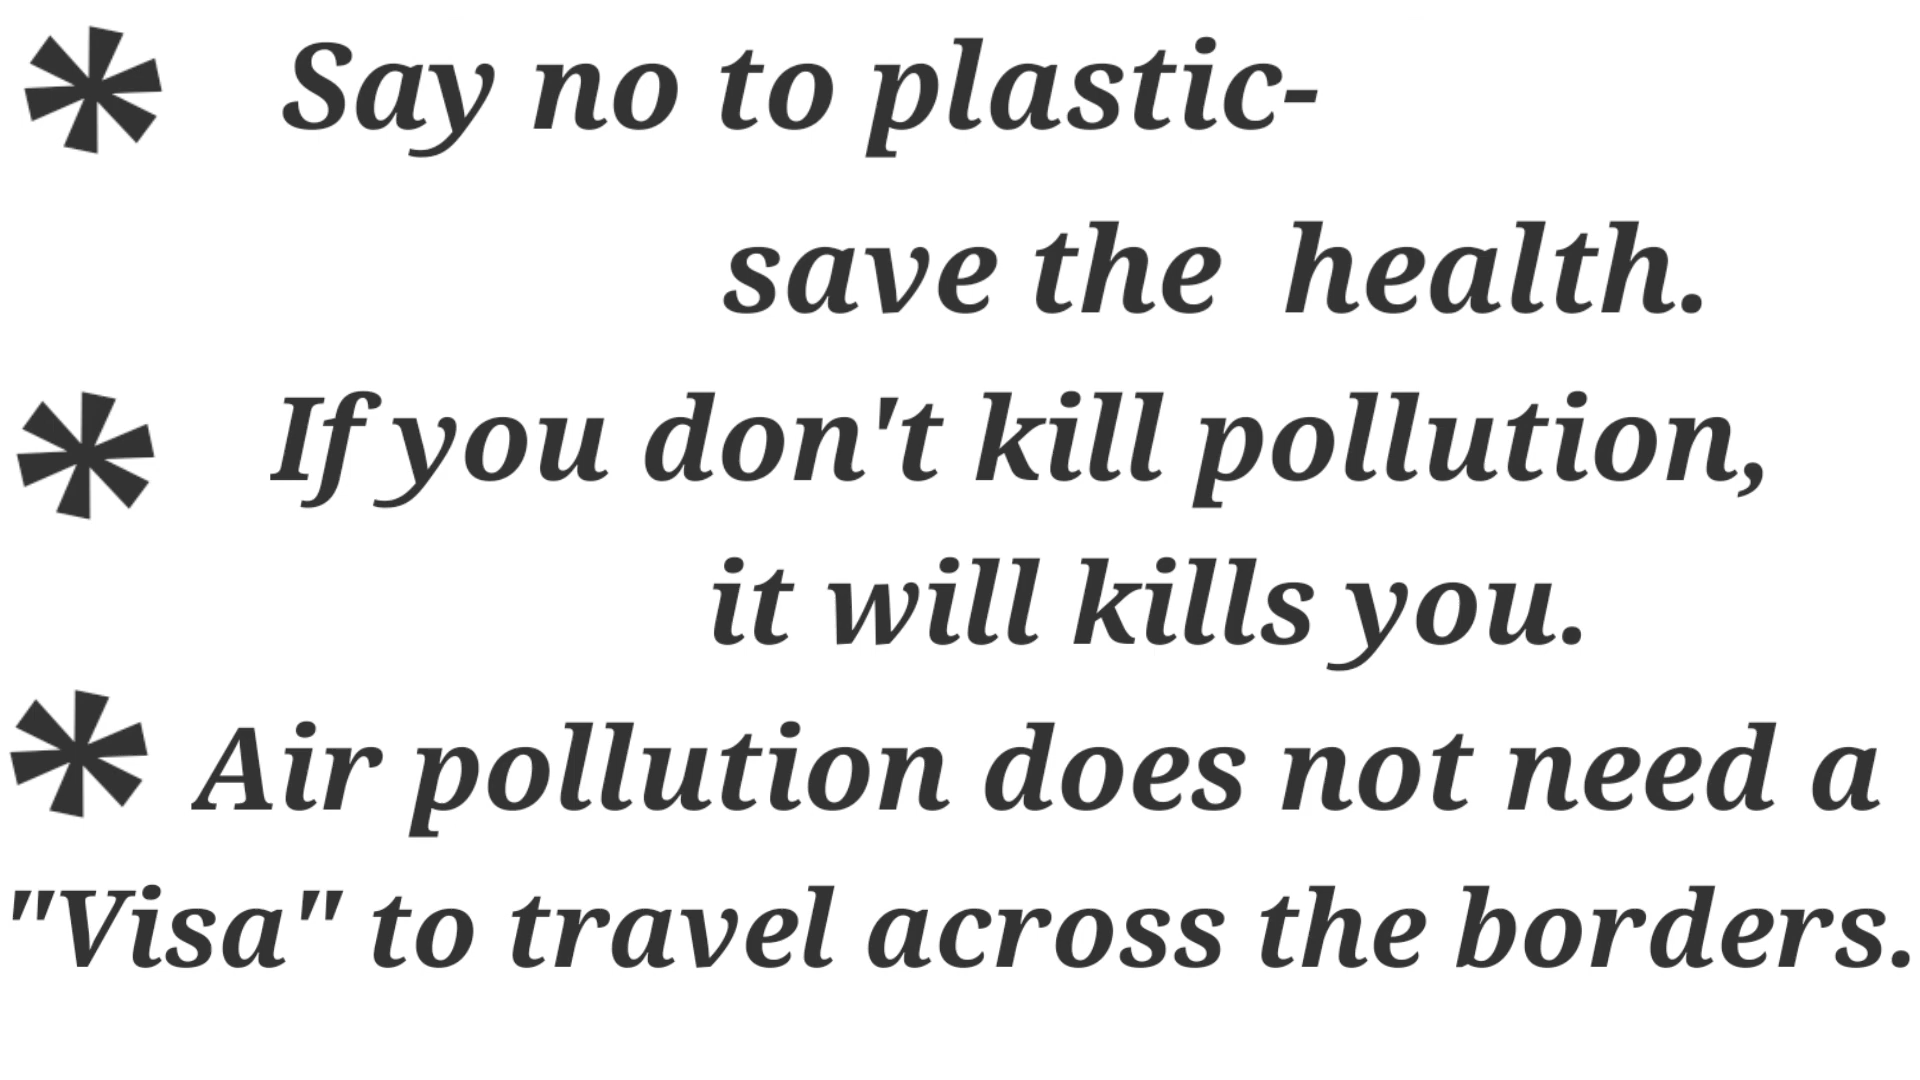 * Say no to plastic-
save the health.
* If you don't kill pollution,
it will kills you.
* Air pollution does not need a
"Visa" to travel across the borders.